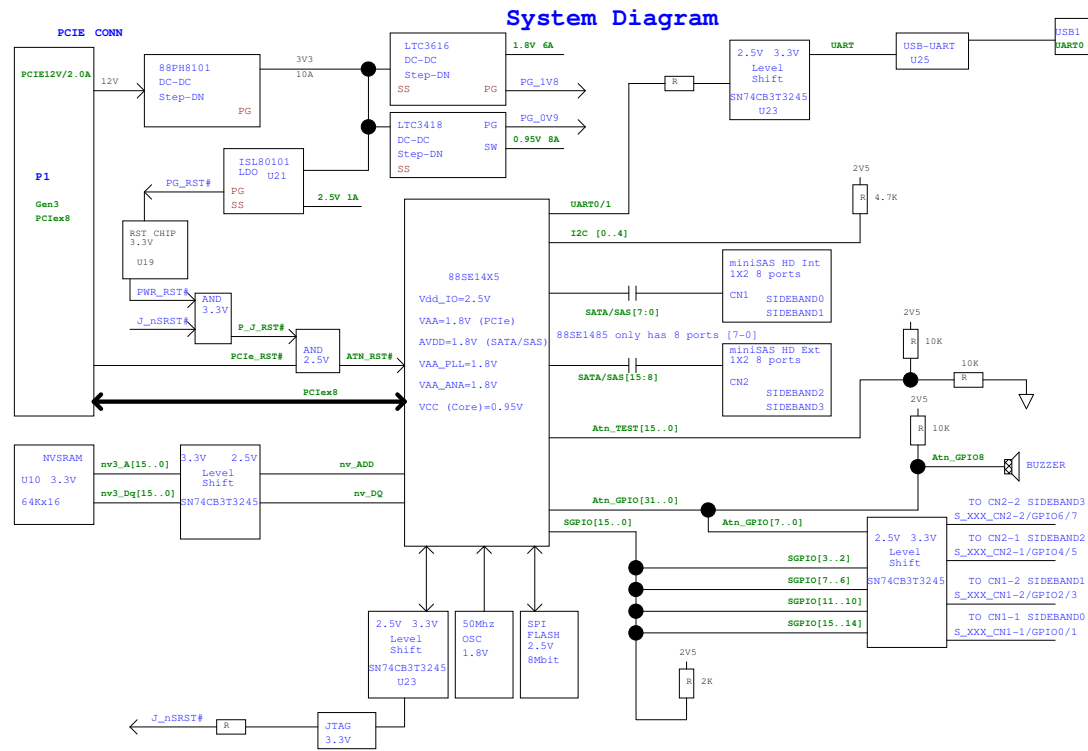 System Diagram
PCIE CONN
PCIE12V/2.0A
12V
P1
Gen3
PCIex8
88PH8101
DC-DC
Step-DN
PG
3V3
10A
LTC3616
DC-DC
Step-DN
SS PG
1.8V 6A
PG_1V8
LTC3418 PG
DC-DC
Step-DN SW
SS
PG_0V9
0.95V 8A
ISL80101
LDO U21
PG
SS
2.5V 1A
PG_RST#
RST CHIP
3.3V
U19
PWR_RST#
J_nSRST#
AND
3.3V
P_J_RST#
PCIe_RST#
AND
2.5V
ATN_RST#
PCIex8
88SE14X5
Vdd_IO=2.5V
VAA=1.8V (PCIe)
AVDD=1.8V (SATA/SAS)
VAA_PLL=1.8V
VAA_ANA=1.8V
VCC (Core)=0.95V
UART0/1
R
2.5V 3.3V
Level
Shift
SN74CB3T3245
U23
UART
USB-UART
U25
USB1
UART0
I2C [0..4]
2V5
R 4.7K
miniSAS HD Int
1X2 8 ports
CN1 SIDEBAND0
SIDEBAND1
SATA/SAS[7:0]
88SE1485 only has 8 ports [7-0]
miniSAS HD Ext
1X2 8 ports
CN2
SIDEBAND2
SIDEBAND3
SATA/SAS[15:8]
2V5
R 10K
10K
R
Atn_TEST[15..0]
2V5
R 10K
Atn_GPIO8
BUZZER
NVSRAM
U10 3.3V
64Kx16
nv3_A[15..0]
nv3_Dq[15..0]
3.3V 2.5V
Level
Shift
SN74CB3T3245
nv_ADD
nv_DQ
Atn_GPIO[31..0]
SGPIO[15..0]
Atn_GPIO[7..0]
SGPIO[3..2]
SGPIO[7..6]
SGPIO[11..10]
SGPIO[15..14]
2.5V 3.3V
Level
Shift
SN74CB3T3245
TO CN2-2 SIDEBAND3
S_XXX_CN2-2/GPIO6/7
TO CN2-1 SIDEBAND2
S_XXX_CN2-1/GPIO4/5
TO CN1-2 SIDEBAND1
S_XXX_CN1-2/GPIO2/3
TO CN1-1 SIDEBAND0
S_XXX_CN1-1/GPIO0/1
2V5
R 2K
2.5V 3.3V
Level
Shift
SN74CB3T3245
U23
50Mhz
OSC
1.8V
SPI
FLASH
2.5V
8Mbit
J_nSRST#
R
JTAG
3.3V